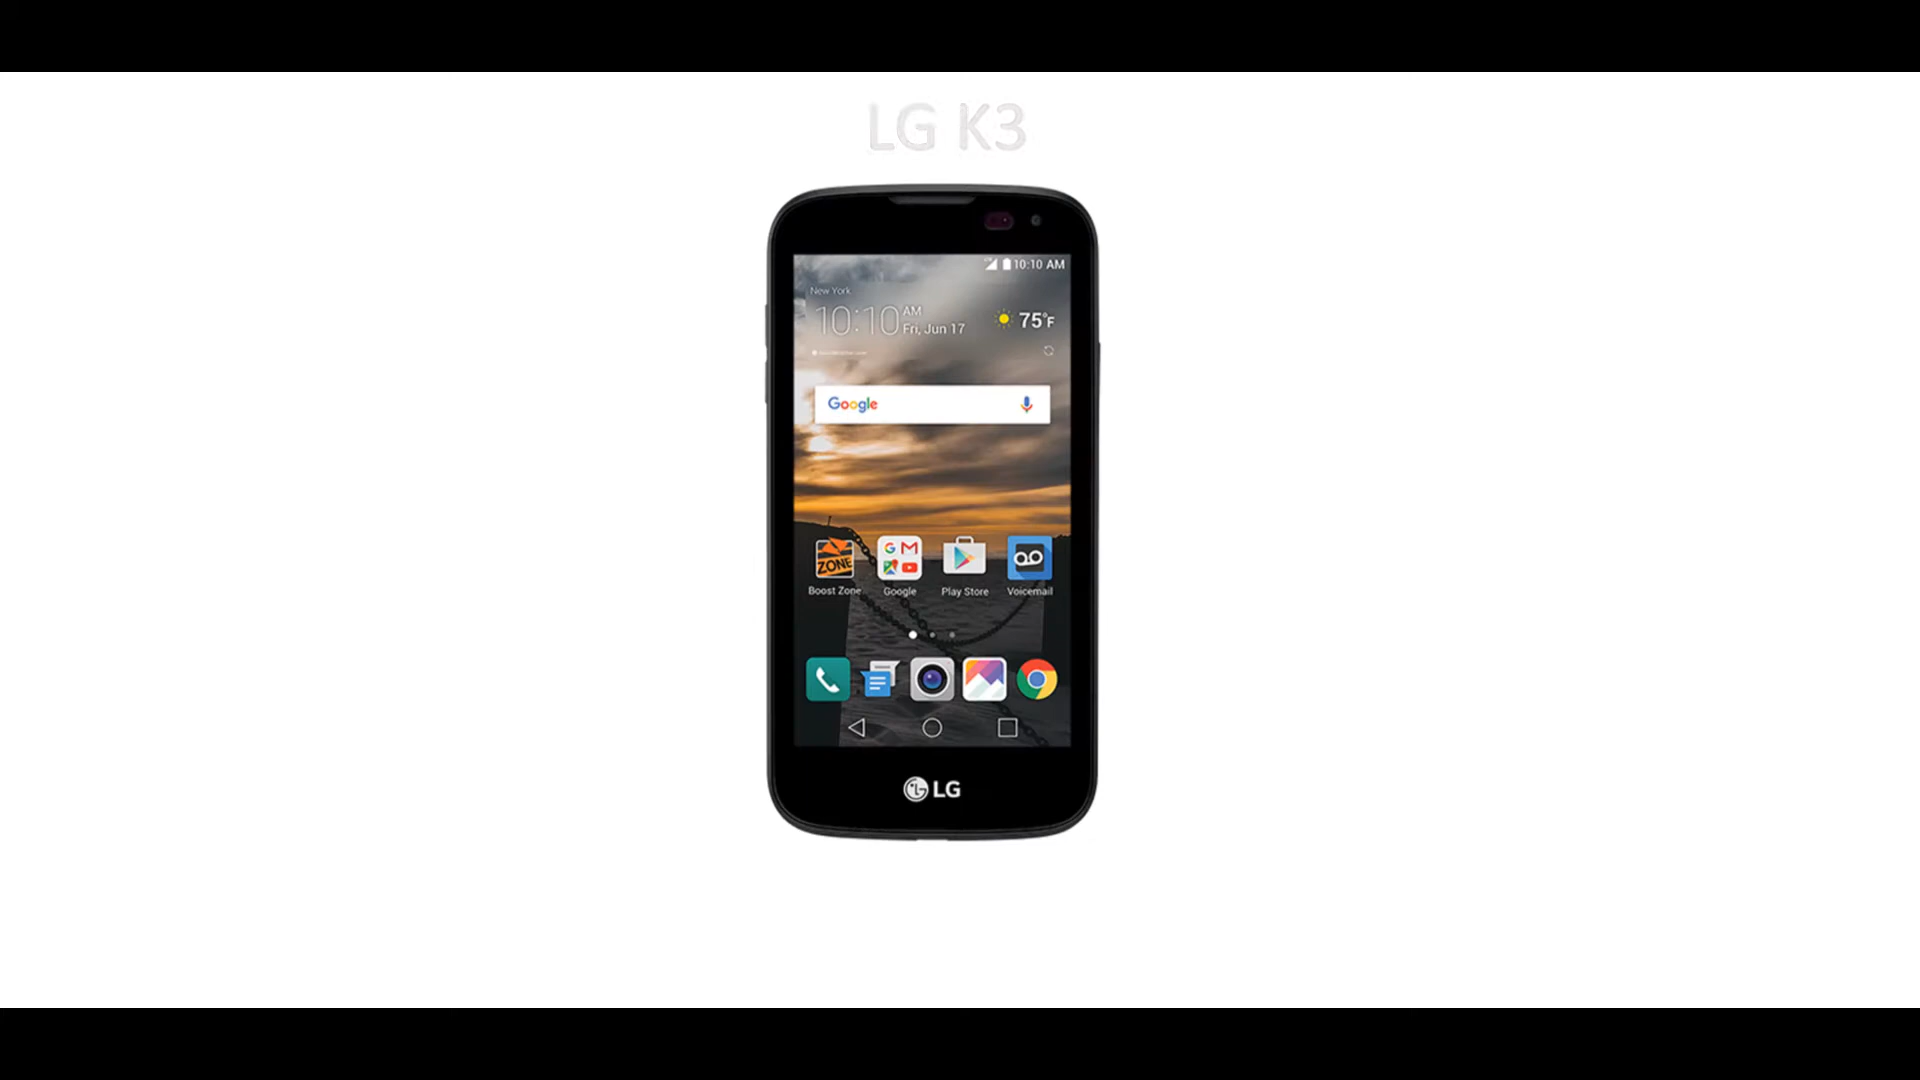 LG K3
10:10 AM
New York
10:10 AM
Fri, Jun 17
75°F
Google
ZONE
Boost Zone
Google
Play Store
Voicemail
LG